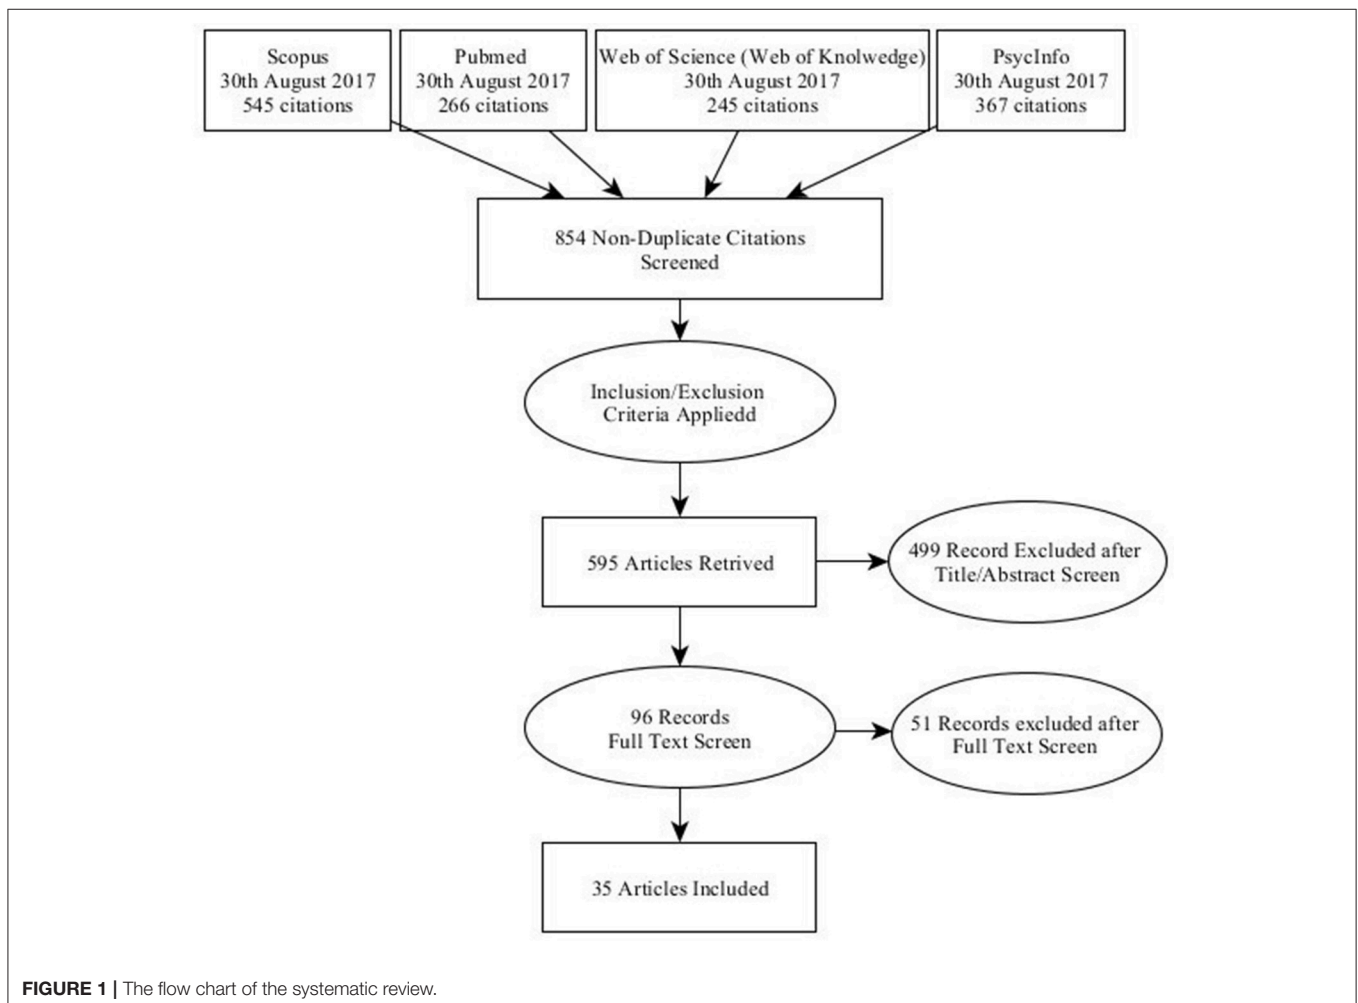 Scopus
30th August 2017
545 citations
Pubmed
30th August 2017
266 citations
Web of Science (Web of Knolwedge)
30th August 2017
245 citations
PsycInfo
30th August 2017
367 citations
854 Non-Duplicate Citations
Screened
Inclusion/Exclusion
Criteria Appliedd
595 Articles Retrived
499 Record Excluded after
Title/Abstract Screen
96 Records
Full Text Screen
51 Records excluded after
Full Text Screen
35 Articles Included
FIGURE 1 | The flow chart of the systematic review.